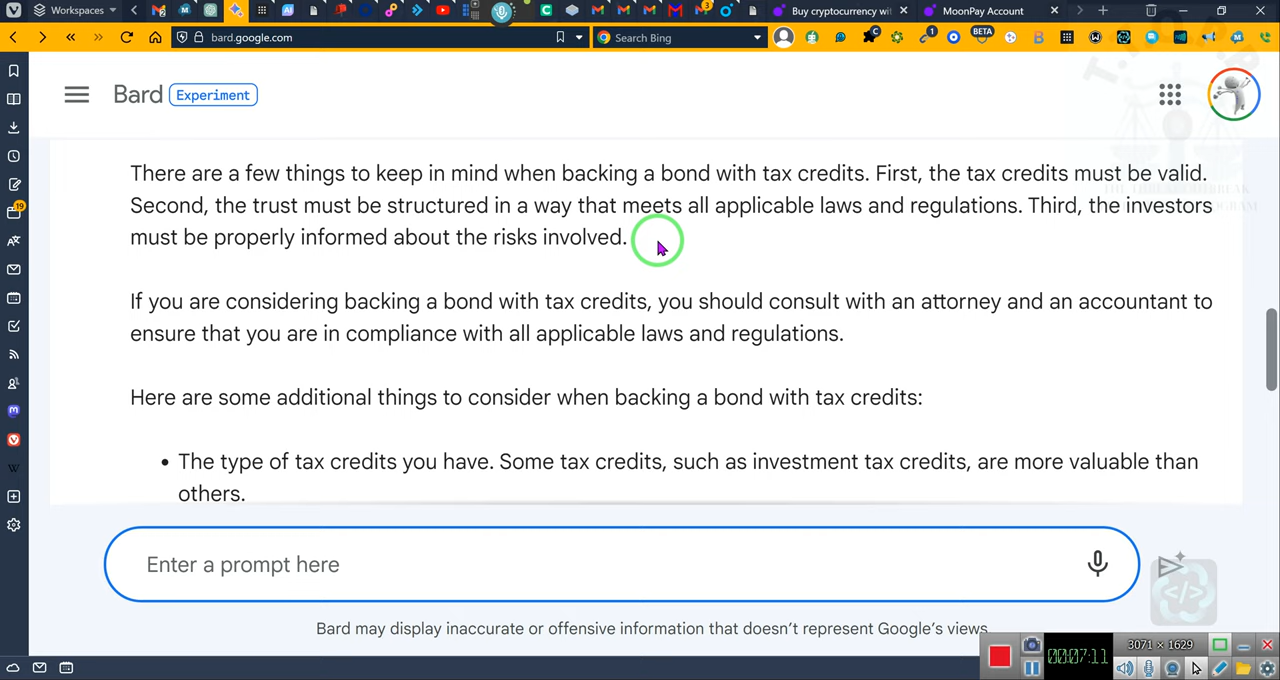 Workspaces
Buy cryptocurrency wit
MoonPay Account
bard.google.com
Search Bing
BETA
Bard Experiment
There are a few things to keep in mind when backing a bond with tax credits. First, the tax credits must be valid.
Second, the trust must be structured in a way that meets all applicable laws and regulations. Third, the investors
must be properly informed about the risks involved.
If you are considering backing a bond with tax credits, you should consult with an attorney and an accountant to
ensure that you are in compliance with all applicable laws and regulations.
Here are some additional things to consider when backing a bond with tax credits:
• The type of tax credits you have. Some tax credits, such as investment tax credits, are more valuable than
others.
Enter a prompt here
Bard may display inaccurate or offensive information that doesn't represent Google's views.
3071 × 1629
00:07:11